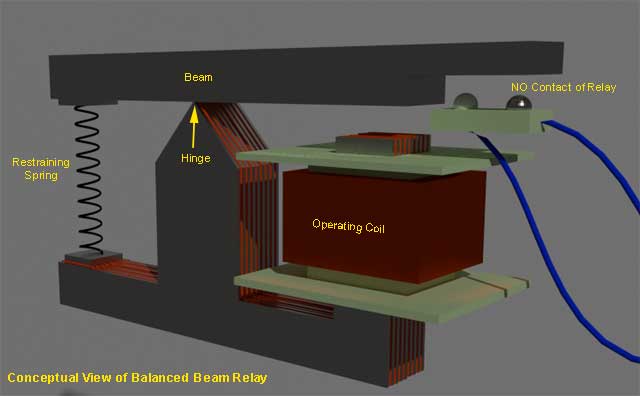 Beam
NO Contact of Relay
Hinge
Restraining
Spring
Operating Coil
Conceptual View of Balanced Beam Relay